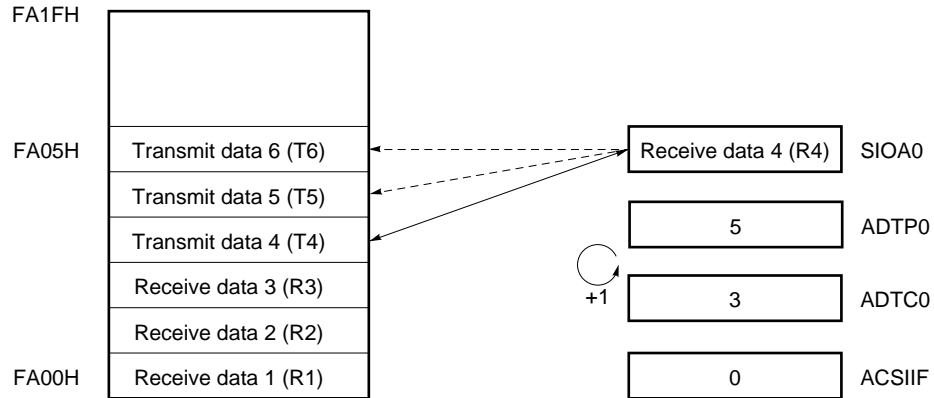 FA1FH
FA05H Transmit data 6 (T6) Receive data 4 (R4) SIOA0
Transmit data 5 (T5)
5 ADTP0
Transmit data 4 (T4)
Receive data 3 (R3)
+1 3 ADTC0
Receive data 2 (R2)
FA00H Receive data 1 (R1) 0 ACSIIF